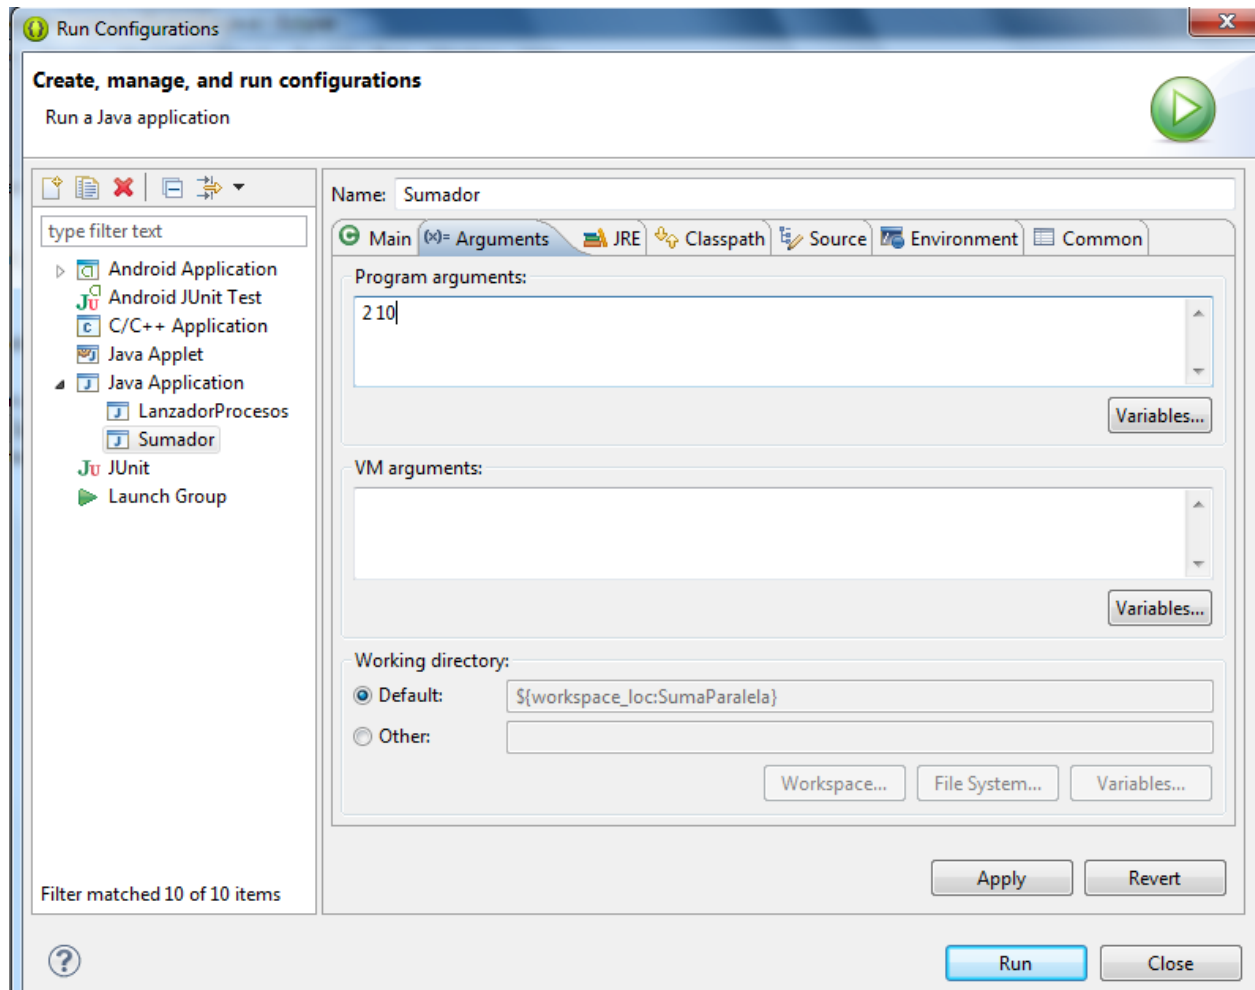 Run Configurations
Create, manage, and run configurations
Run a Java application
type filter text
Android Application
Android JUnit Test
C/C++ Application
Java Applet
Java Application
LanzadorProcesos
Sumador
JUnit
Launch Group
Filter matched 10 of 10 items
Name: Sumador
Main (x)= Arguments JRE Classpath Source Environment Common
Program arguments:
2 10
Variables...
VM arguments:
Variables...
Working directory:
Default: ${workspace_loc:SumaParalela}
Other:
Workspace... File System... Variables...
Apply Revert
Run Close